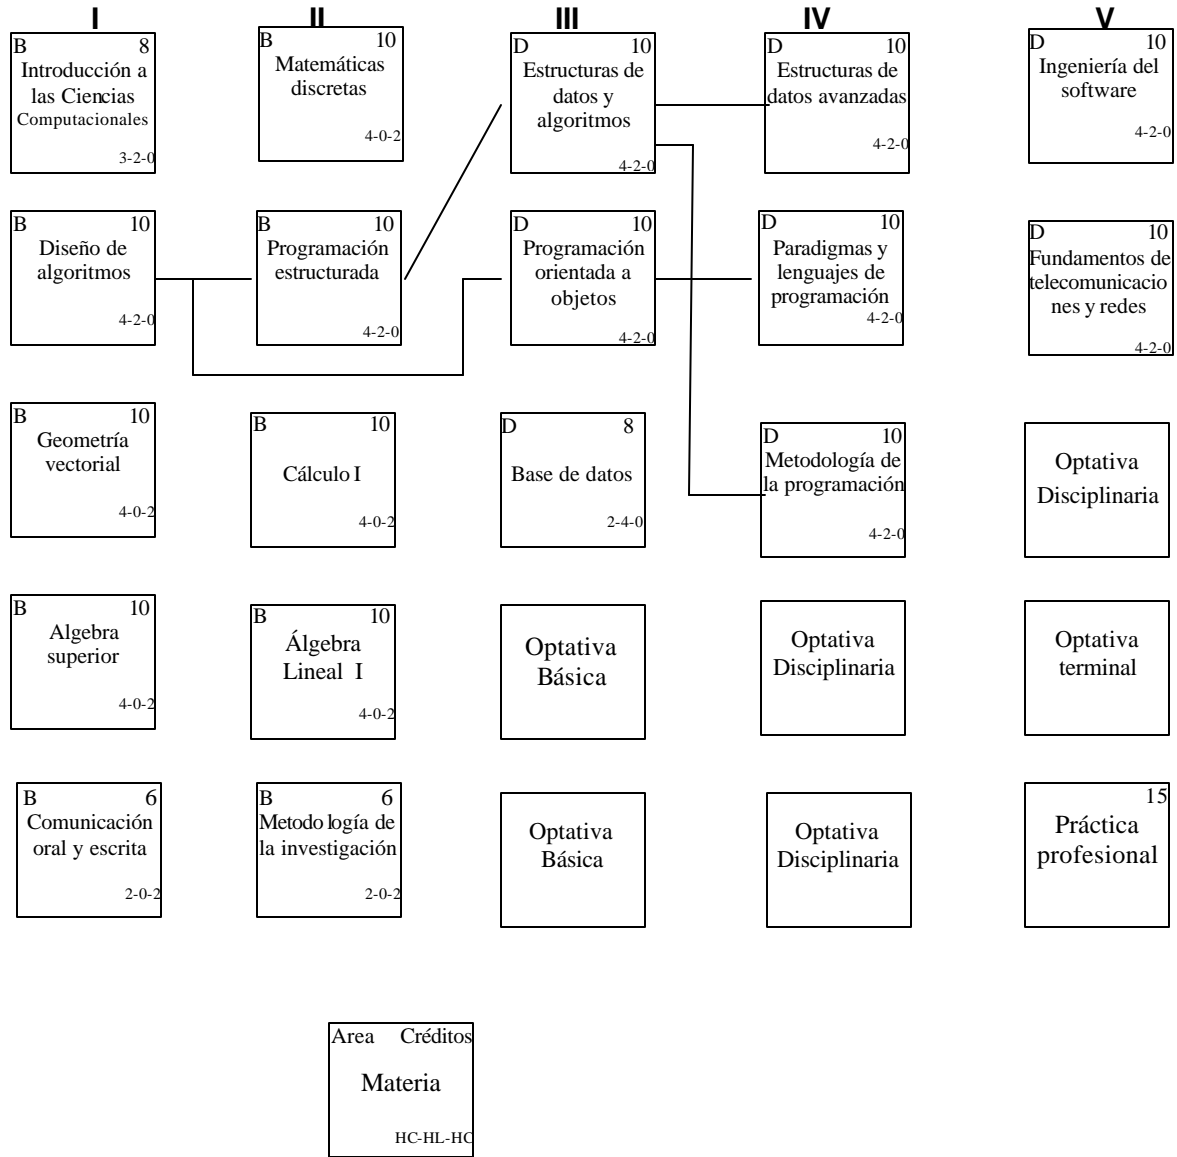 I II III IV V
B 8
Introducción a
las Ciencias
Computacionales
3-2-0
B 10
Matemáticas
discretas
4-0-2
D 10
Estructuras de
datos y
algoritmos
4-2-0
D 10
Estructuras de
datos avanzadas
4-2-0
D 10
Ingeniería del
software
4-2-0
B 10
Diseño de
algoritmos
4-2-0
B 10
Programación
estructurada
4-2-0
D 10
Programación
orientada a
objetos
4-2-0
D 10
Paradigmas y
lenguajes de
programación
4-2-0
D 10
Fundamentos de
telecomunicacio
nes y redes
4-2-0
B 10
Geometría
vectorial
4-0-2
B 10
Cálculo I
4-0-2
D 8
Base de datos
2-4-0
D 10
Metodología de
la programación
4-2-0
Optativa
Disciplinaria
B 10
Algebra
superior
4-0-2
B 10
Álgebra
Lineal I
4-0-2
Optativa
Básica
Optativa
Disciplinaria
Optativa
terminal
B 6
Comunicación
oral y escrita
2-0-2
B 6
Metodo logía de
la investigación
2-0-2
Optativa
Básica
Optativa
Disciplinaria
15
Práctica
profesional
Area Créditos
Materia
HC-HL-HC